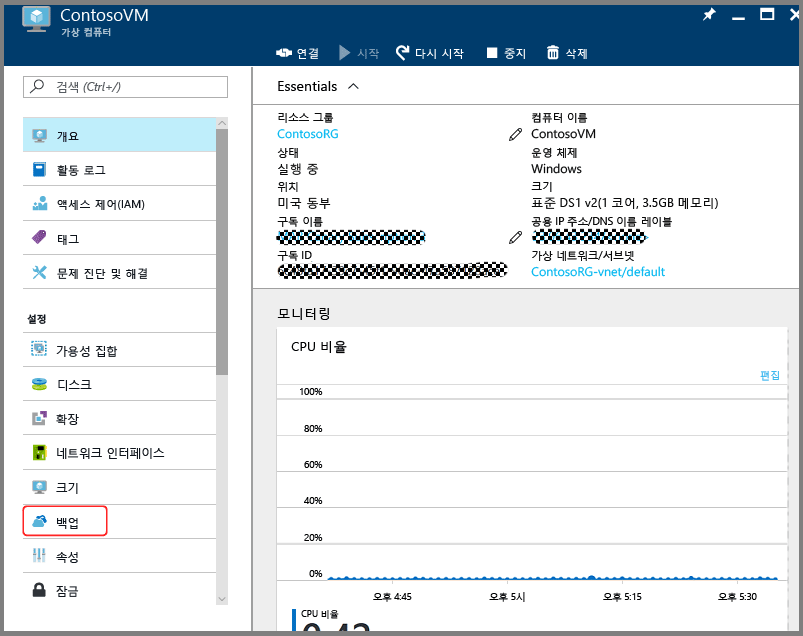 ContosoVM
가상 컴퓨터
연결 시작 다시 시작 중지 삭제
검색 (Ctrl+/)
개요
활동 로그
액세스 제어(IAM)
태그
문제 진단 및 해결
설정
가용성 집합
디스크
확장
네트워크 인터페이스
크기
백업
속성
잠금
Essentials
리소스 그룹
ContosoRG
상태
실행 중
위치
미국 동부
구독 이름
구독 ID
컴퓨터 이름
ContosoVM
운영 체제
Windows
크기
표준 DS1 v2(1 코어, 3.5GB 메모리)
공용 IP 주소/DNS 이름 레이블
가상 네트워크/서브넷
ContosoRG-vnet/default
모니터링
CPU 비율
편집
100%
80%
60%
40%
20%
0%
오후 4:45 오후 5시 오후 5:15 오후 5:30
CPU 비율